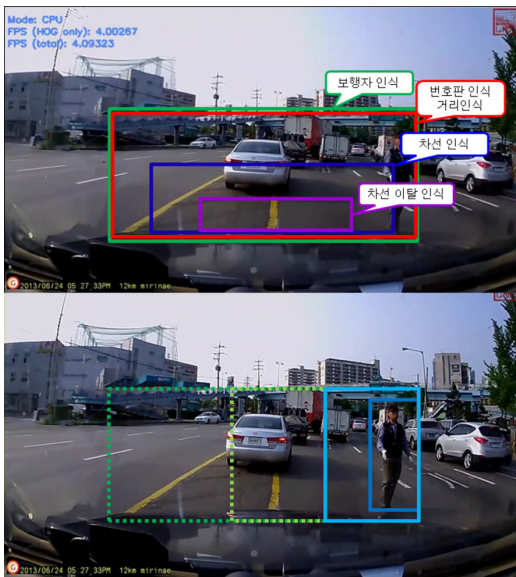 Mode: CPU
FPS (HOG only): 4.00267
FPS (total): 4.09323
보행자 인식
번호판 인식
거리인식
차선 인식
차선 이탈 인식
2013/06/24 05 27 33PM 12km mirinae
2013/06/24 05 27 33PM 12km mirinae